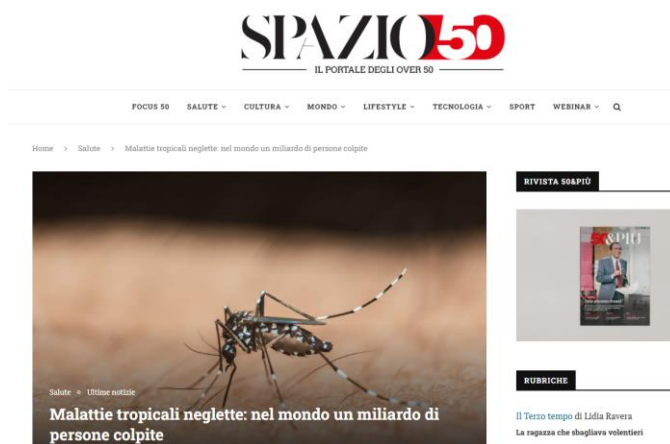 SPAZIO50
IL PORTALE DEGLI OVER 50
FOCUS 50 SALUTE CULTURA MONDO LIFESTYLE TECNOLOGIA SPORT WEBINAR
Home > Salute > Malattie tropicali neglette: nel mondo un miliardo di persone colpite
Salute Ultime notizie
Malattie tropicali neglette: nel mondo un miliardo di
persone colpite
RIVISTA 50&PIÙ
50&PIÙ
RUBRICHE
Il Terzo tempo di Lidia Ravera
La ragazza che sbagliava volentieri